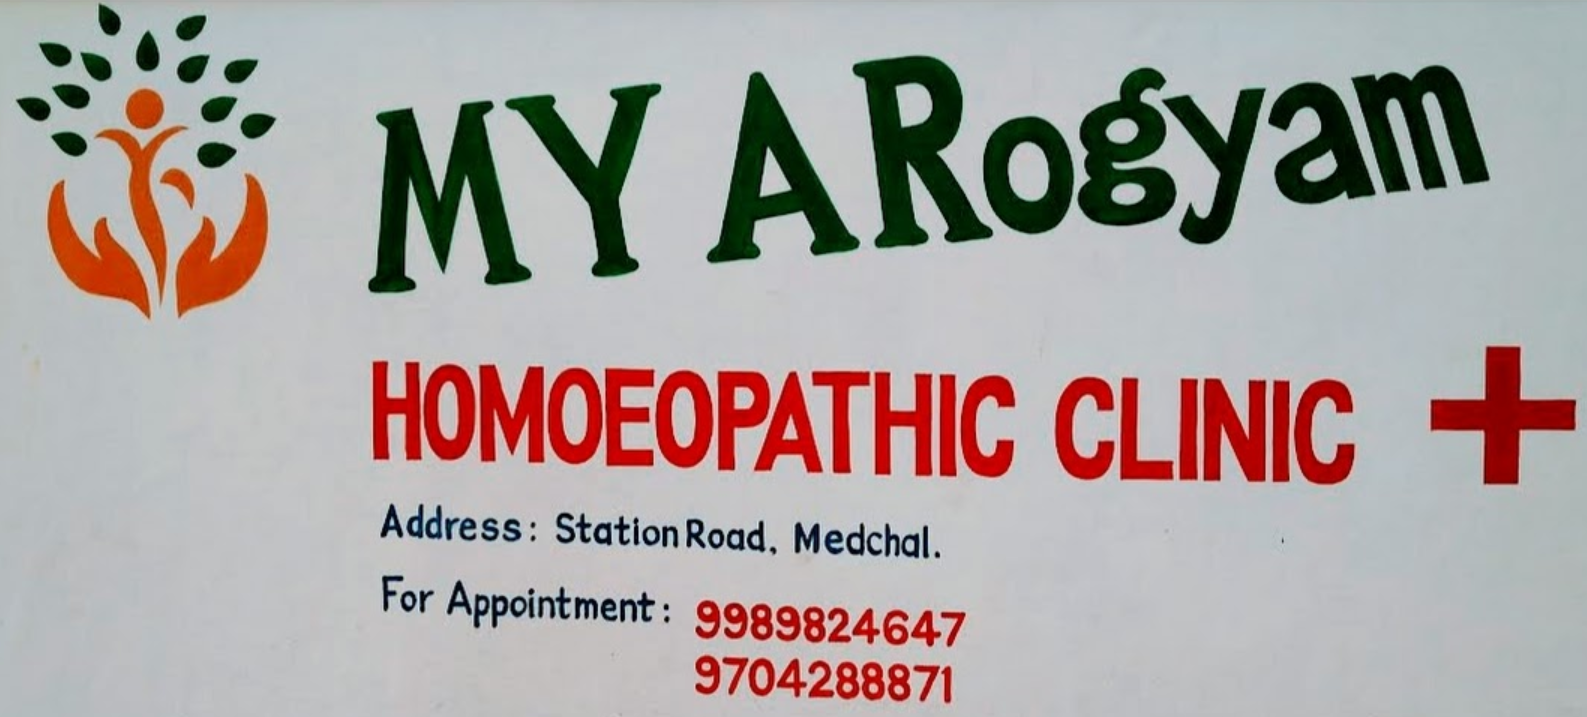 MY ARogyam
HOMOEOPATHIC CLINIC
Address: Station Road, Medchal.
For Appointment: 9989824647
9704288871